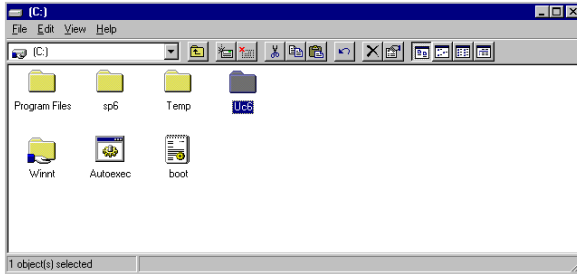 (C:)
File Edit View Help
(C:)
Program Files sp6 Temp Uc6
Winnt Autoexec boot
1 object(s) selected